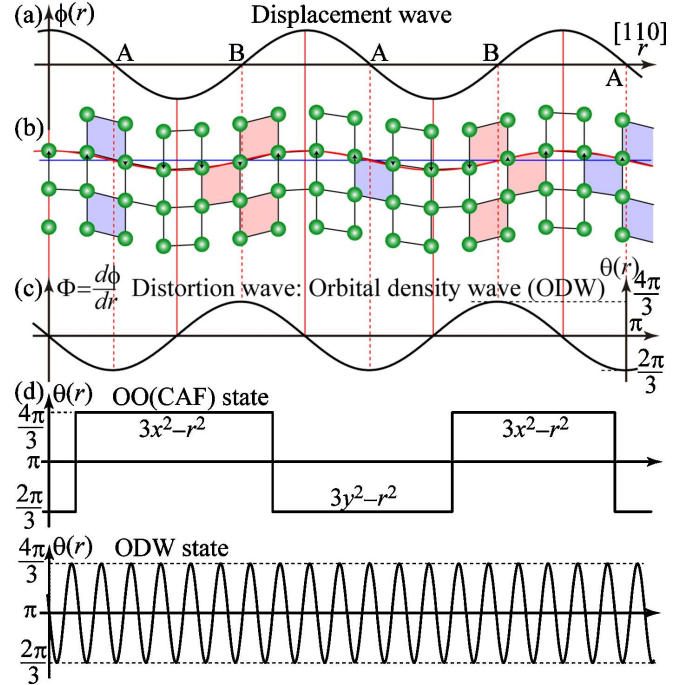 (a) ϕ(r) Displacement wave
A B A B [110]
r
A
(b)
(c) Φ=dϕ/dr Distortion wave: Orbital density wave (ODW) θ(r)
4π/3
π
2π/3
(d) θ(r) OO(CAF) state
4π/3 3x²–r² 3x²–r²
π
2π/3 3y²–r²
θ(r) ODW state
4π/3
π
2π/3